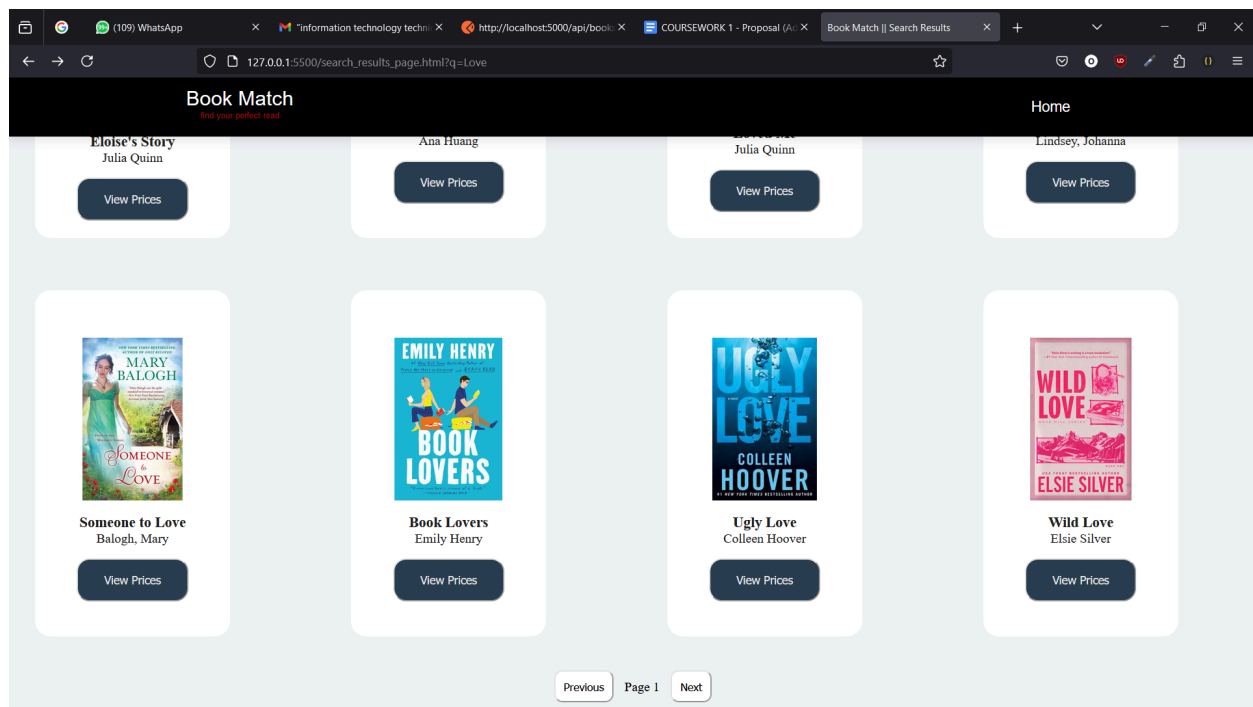 (109) WhatsApp
"information technology techni
http://localhost:5000/api/book
COURSEWORK 1 - Proposal (Ac
Book Match || Search Results
127.0.0.1:5500/search_results_page.html?q=Love
Book Match
find your perfect read
Home
Eloise's Story
Julia Quinn
View Prices
Ana Huang
View Prices
Julia Quinn
View Prices
Lindsey, Johanna
View Prices
MARY
BALOGH
SOMEONE
to
LOVE
Someone to Love
Balogh, Mary
View Prices
EMILY HENRY
BOOK
LOVERS
Book Lovers
Emily Henry
View Prices
UGLY
LOVE
COLLEEN
HOOVER
#1 NEW YORK TIMES BESTSELLING AUTHOR
Ugly Love
Colleen Hoover
View Prices
WILD
LOVE
ELSIE SILVER
Wild Love
Elsie Silver
View Prices
Previous
Page 1
Next